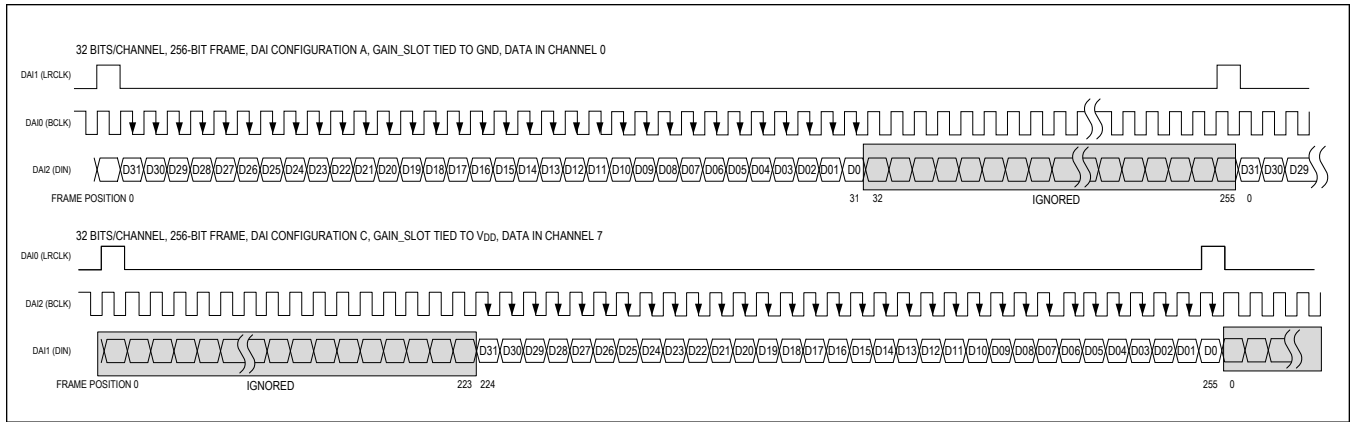 32 BITS/CHANNEL, 256-BIT FRAME, DAI CONFIGURATION A, GAIN_SLOT TIED TO GND, DATA IN CHANNEL 0
DAI1 (LRCLK)
DAI0 (BCLK)
DAI2 (DIN) D31 D30 D29 D28 D27 D26 D25 D24 D23 D22 D21 D20 D19 D18 D17 D16 D15 D14 D13 D12 D11 D10 D09 D08 D07 D06 D05 D04 D03 D02 D01 D0 D31 D30 D29
FRAME POSITION 0 31 32 IGNORED 255 0
32 BITS/CHANNEL, 256-BIT FRAME, DAI CONFIGURATION C, GAIN_SLOT TIED TO VDD, DATA IN CHANNEL 7
DAI0 (LRCLK)
DAI2 (BCLK)
DAI1 (DIN) D31 D30 D29 D28 D27 D26 D25 D24 D23 D22 D21 D20 D19 D18 D17 D16 D15 D14 D13 D12 D11 D10 D09 D08 D07 D06 D05 D04 D03 D02 D01 D0
FRAME POSITION 0 IGNORED 223 224 255 0